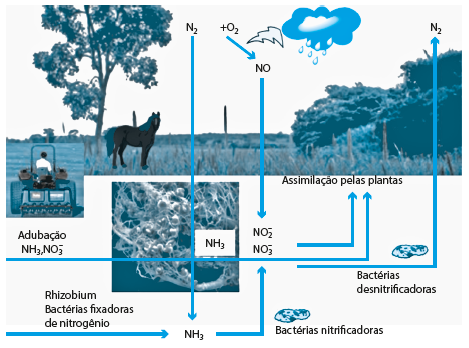 N₂
+O₂
N₂
NO
Assimilação pelas plantas
Adubação
NH₃,NO₃⁻
NH₃
NO₂⁻
NO₃⁻
Bactérias
desnitrificadoras
Rhizobium
Bactérias fixadoras
de nitrogênio
NH₃
Bactérias nitrificadoras